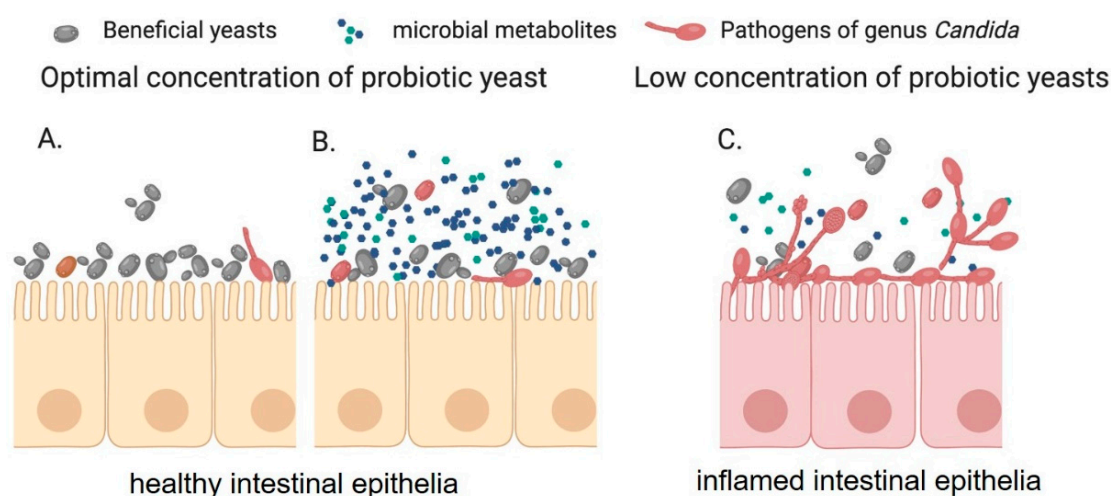 Beneficial yeasts
microbial metabolites
Pathogens of genus Candida
Optimal concentration of probiotic yeast
Low concentration of probiotic yeasts
A.
B.
C.
healthy intestinal epithelia
inflamed intestinal epithelia